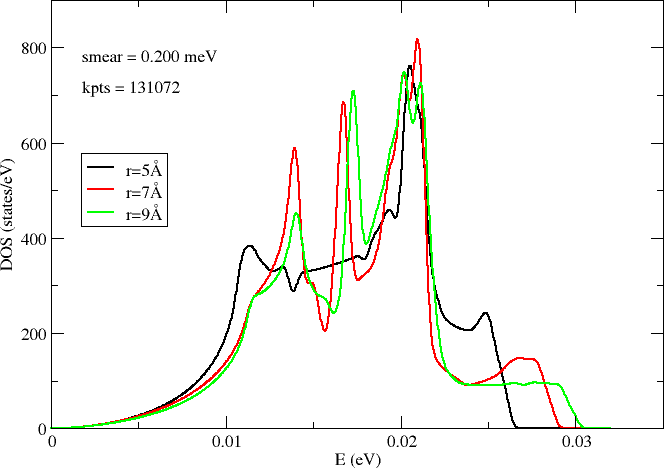 800
600
400
200
0
DOS (states/eV)
smear = 0.200 meV
kpts = 131072
r=5Å
r=7Å
r=9Å
0 0.01 0.02 0.03
E (eV)